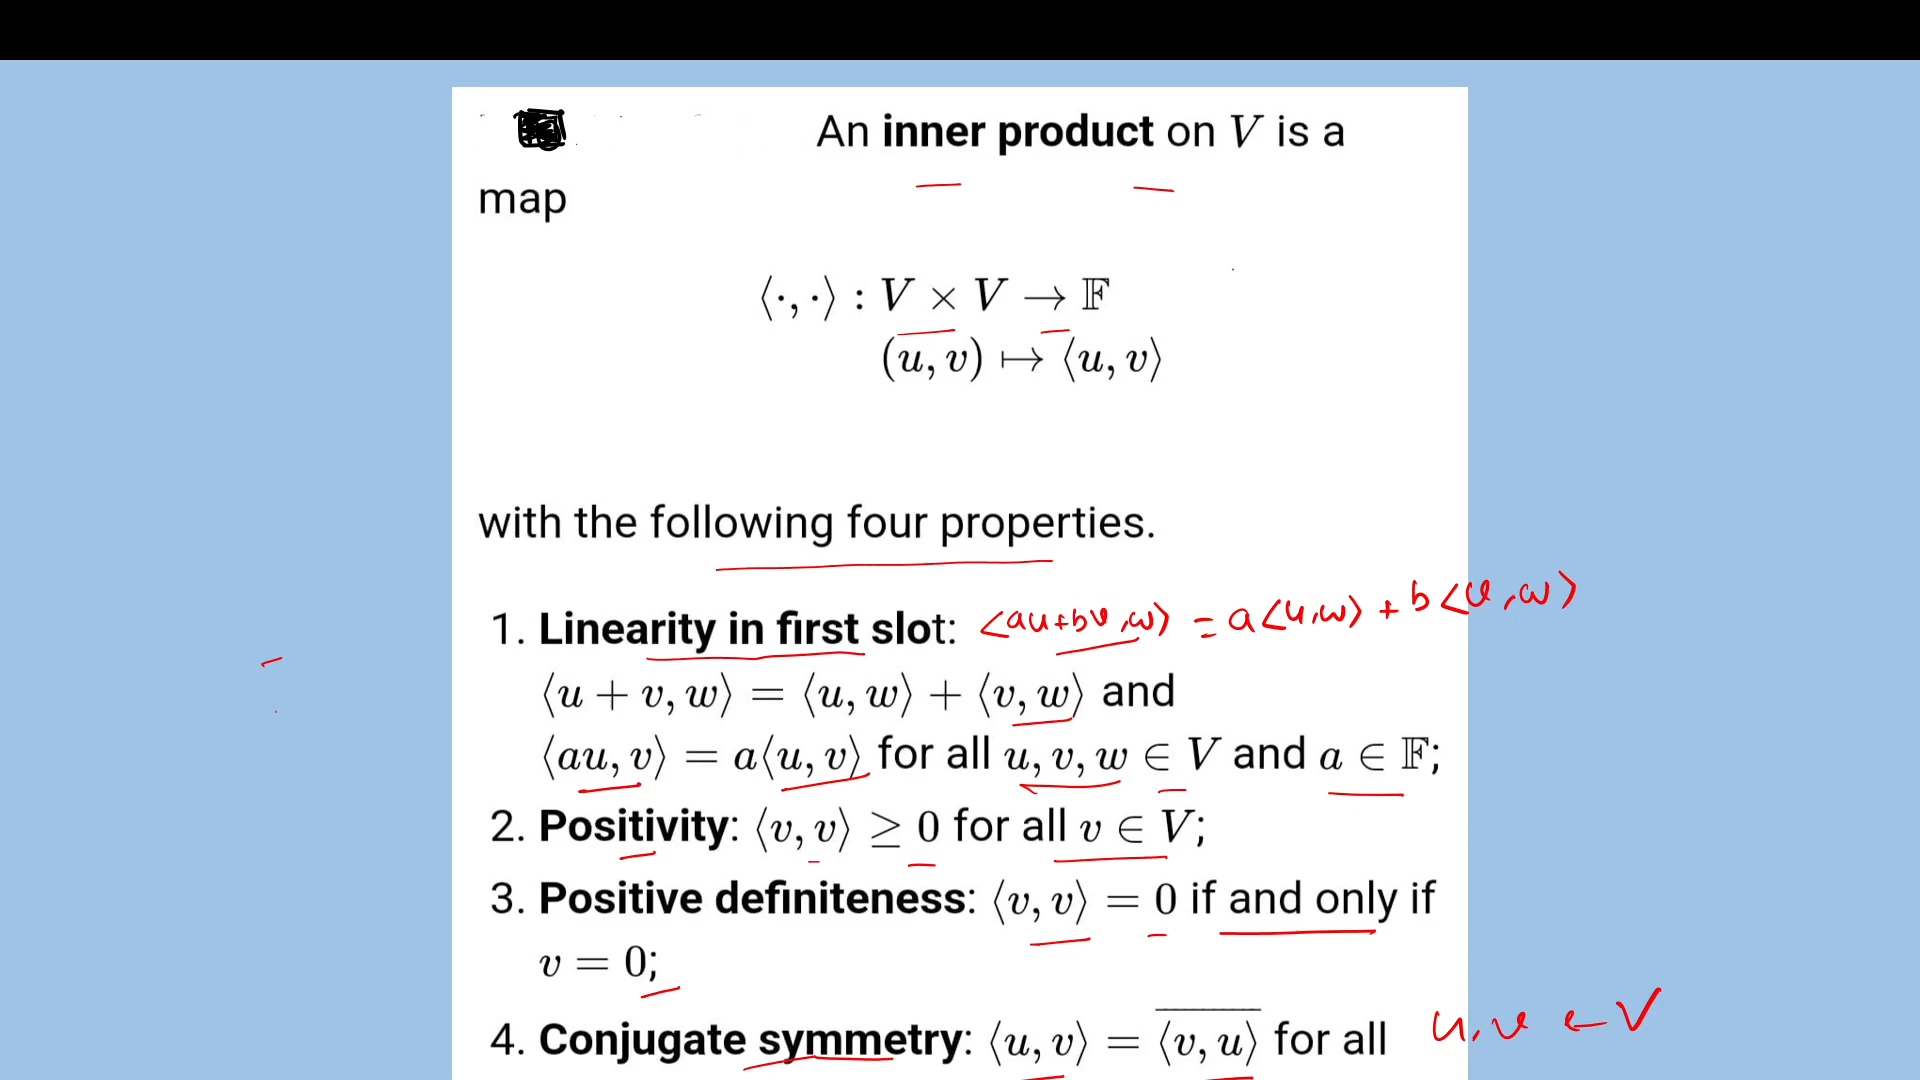 An inner product on V is a
map
⟨·,·⟩ : V × V → 𝔽
(u, v) ↦ ⟨u, v⟩
with the following four properties.
1. Linearity in first slot: <au+bv,w> = a<u,w> + b<v,w>
⟨u + v, w⟩ = ⟨u, w⟩ + ⟨v, w⟩ and
⟨au, v⟩ = a⟨u, v⟩ for all u, v, w ∈ V and a ∈ 𝔽;
2. Positivity: ⟨v, v⟩ ≥ 0 for all v ∈ V;
3. Positive definiteness: ⟨v, v⟩ = 0 if and only if
v = 0;
4. Conjugate symmetry: ⟨u, v⟩ = \overline{⟨v, u⟩} for all u,v ∈ V